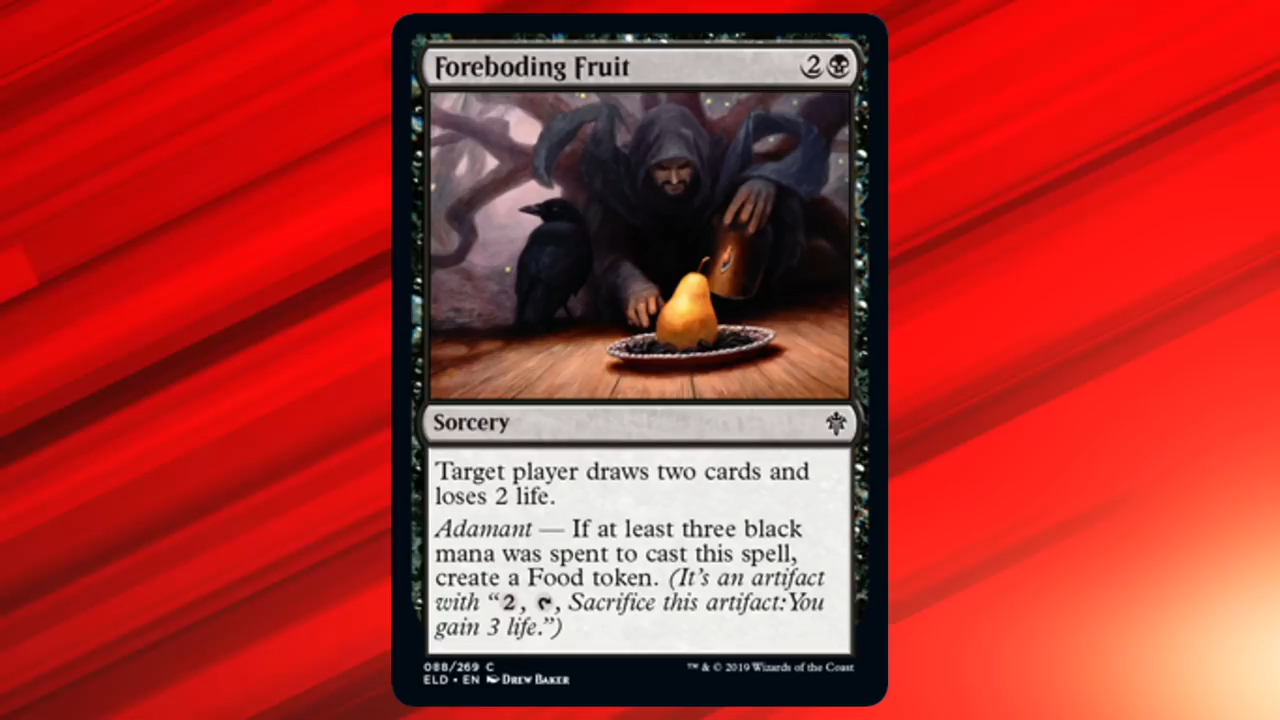 Foreboding Fruit 2
Sorcery
Target player draws two cards and
loses 2 life.
Adamant — If at least three black
mana was spent to cast this spell,
create a Food token. (It's an artifact
with “2, , Sacrifice this artifact:You
gain 3 life.”)
088/269 C ™ & © 2019 Wizards of the Coast
ELD • EN DREW BAKER